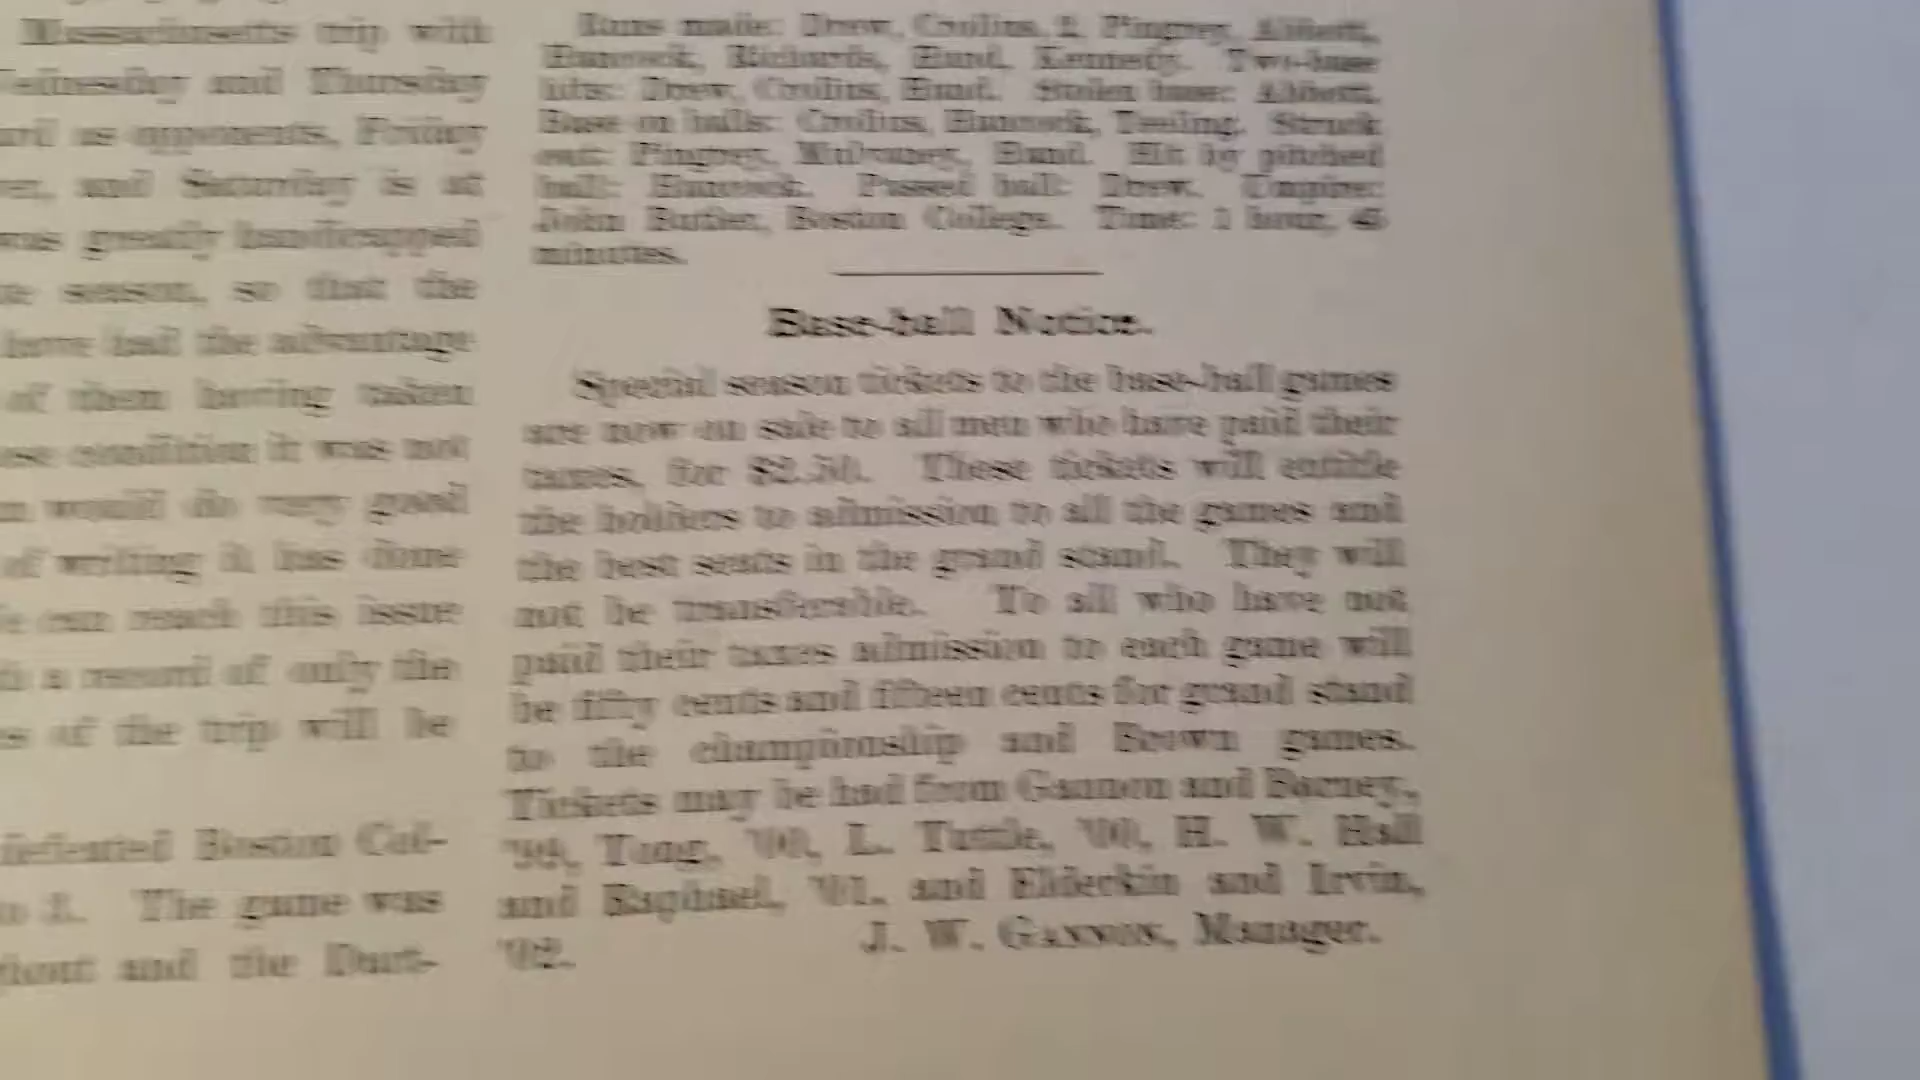 Massachusetts trip with
Wednesday and Thursday
as opponents, Friday
and Saturday is at
was greatly handicapped
season, so that the
have had the advantage
of them having taken
condition it was not
would do very good
of writing it has done
can reach this issue
a record of only the
of the trip will be
defeated Boston Col-
The game was
and the Dart-
Runs made: Drew, Crolius, 2, Pingrey, Abbott,
Hancock, Richards, Hund, Kennedy. Two-base
hits: Drew, Crolius, Hund. Stolen base: Abbott.
Base on balls: Crolius, Hancock, Teeling. Struck
out: Pingrey, Mulvaney, Hund. Hit by pitched
ball: Hancock. Passed ball: Drew. Umpire:
John Butler, Boston College. Time: 1 hour, 45
minutes.
Base-ball Notice.
Special season tickets to the base-ball games
are now on sale to all men who have paid their
taxes, for $2.50. These tickets will entitle
the holders to admission to all the games and
the best seats in the grand stand. They will
not be transferable. To all who have not
paid their taxes admission to each game will
be fifty cents and fifteen cents for grand stand
to the championship and Brown games.
Tickets may be had from Gannon and Barney,
'99, Tong, '00, L. Tuttle, '00, H. W. Hall
and Raphael, '01, and Elderkin and Irvin,
'02. J. W. GANNON, Manager.